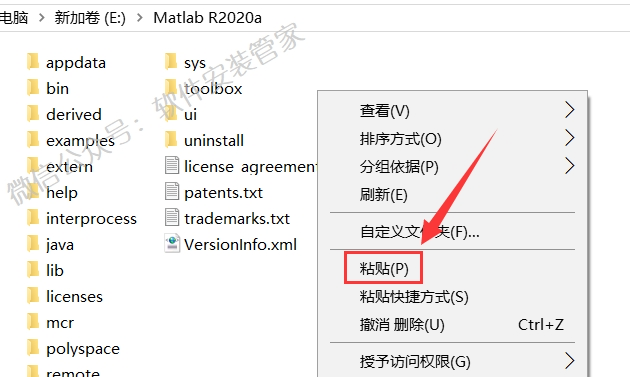 电脑 > 新加卷 (E:) > Matlab R2020a
appdata
bin
derived
examples
extern
help
interprocess
java
lib
licenses
mcr
polyspace
remote
sys
toolbox
ui
uninstall
license agreement
patents.txt
trademarks.txt
VersionInfo.xml
查看(V)
排序方式(O)
分组依据(P)
刷新(E)
自定义文件夹(F)...
粘贴(P)
粘贴快捷方式(S)
撤消 删除(U) Ctrl+Z
授予访问权限(G)
微信公众号：软件安装管家